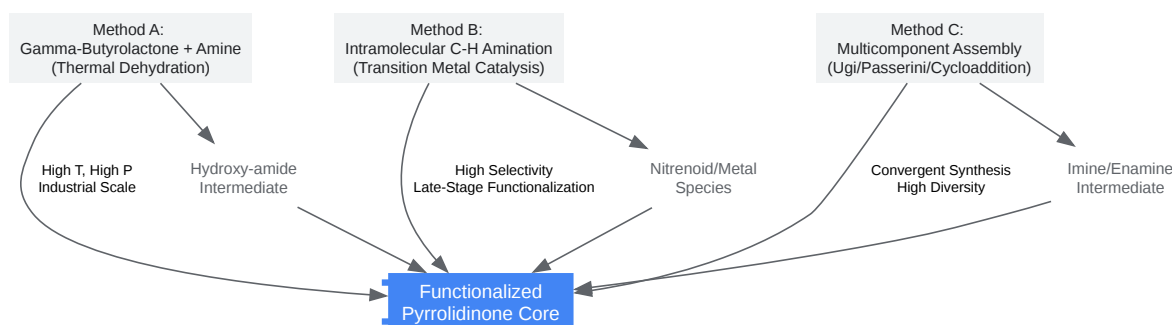 Method A:
Gamma-Butyrolactone + Amine
(Thermal Dehydration)
Method B:
Intramolecular C-H Amination
(Transition Metal Catalysis)
Method C:
Multicomponent Assembly
(Ugi/Passerini/Cycloaddition)
High T, High P
Industrial Scale
Hydroxy-amide
Intermediate
High Selectivity
Late-Stage Functionalization
Nitrenoid/Metal
Species
Convergent Synthesis
High Diversity
Imine/Enamine
Intermediate
Functionalized
Pyrrolidinone Core